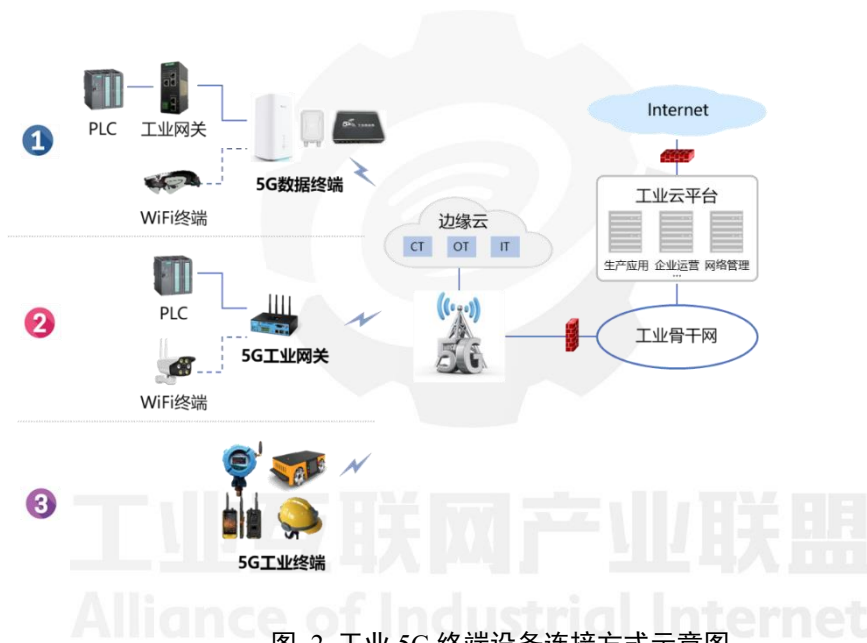 1
PLC
工业网关
WiFi终端
5G数据终端
2
PLC
WiFi终端
5G工业网关
3
5G工业终端
边缘云
CT OT IT
5G
Internet
工业云平台
生产应用 企业运营 网络管理
...
工业骨干网
工业互联网产业联盟
Alliance of Industrial Internet
图 2 工业 5G 终端设备连接方式示意图